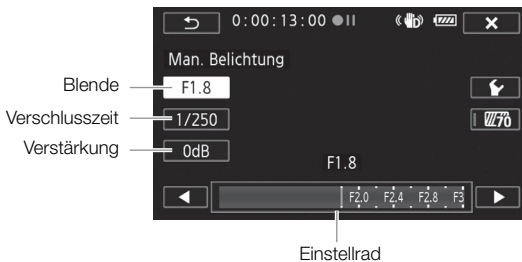 0:00:13:00
Man. Belichtung
Blende
F1.8
Verschlusszeit
1/250
70
Verstärkung
0dB
F1.8
F2.0 F2.4 F2.8 F3
Einstellrad